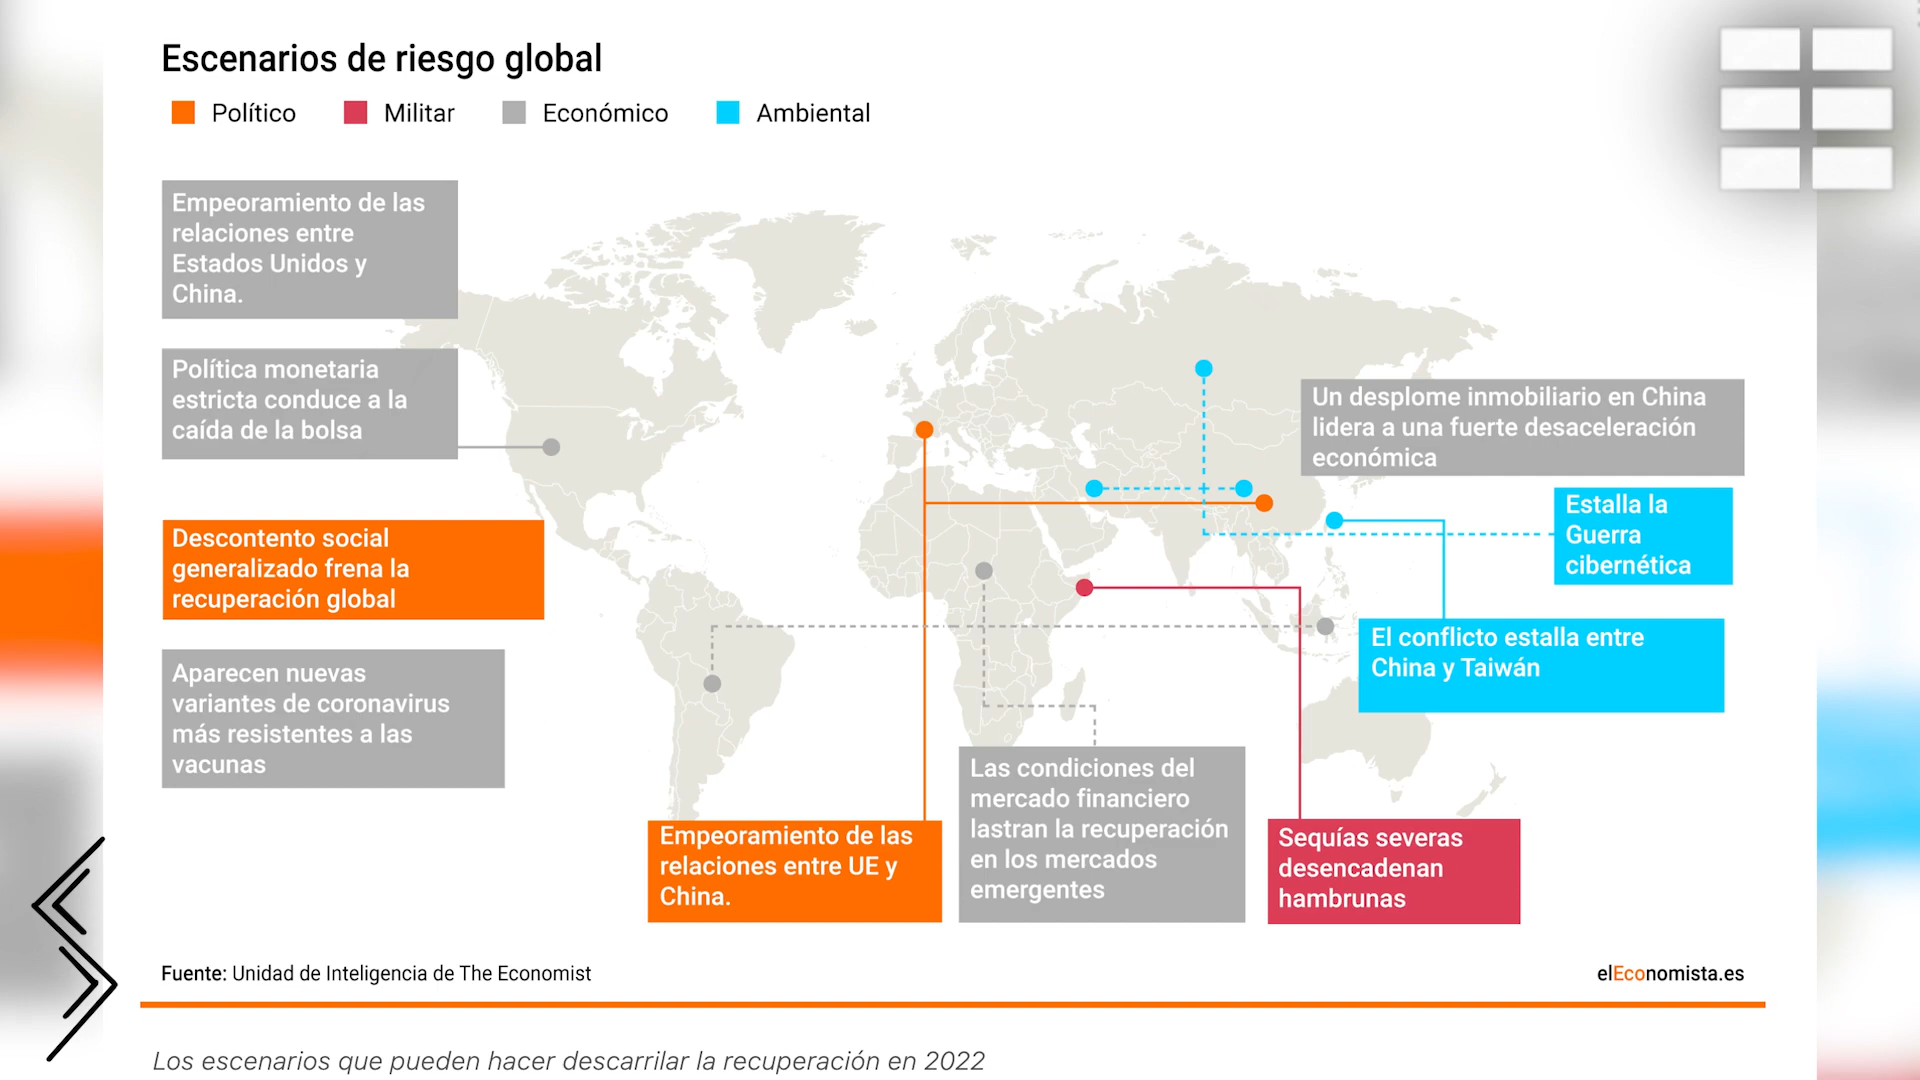 Escenarios de riesgo global
Político Militar Económico Ambiental
Empeoramiento de las
relaciones entre
Estados Unidos y
China.
Política monetaria
estricta conduce a la
caída de la bolsa
Un desplome inmobiliario en China
lidera a una fuerte desaceleración
económica
Estalla la
Guerra
cibernética
Descontento social
generalizado frena la
recuperación global
El conflicto estalla entre
China y Taiwán
Aparecen nuevas
variantes de coronavirus
más resistentes a las
vacunas
Empeoramiento de las
relaciones entre UE y
China.
Las condiciones del
mercado financiero
lastran la recuperación
en los mercados
emergentes
Sequías severas
desencadenan
hambrunas
Fuente: Unidad de Inteligencia de The Economist
elEconomista.es
Los escenarios que pueden hacer descarrilar la recuperación en 2022